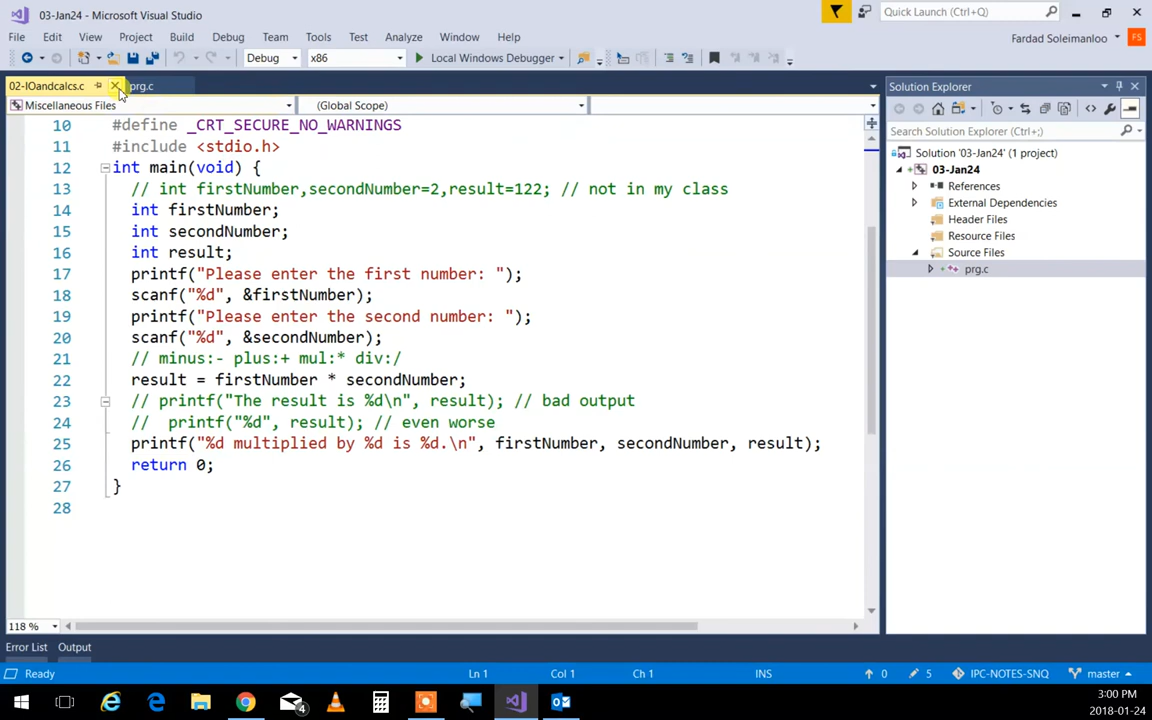 03-Jan24 - Microsoft Visual Studio
Quick Launch (Ctrl+Q)
File Edit View Project Build Debug Team Tools Test Analyze Window Help
Fardad Soleimanloo
FS
Debug x86 Local Windows Debugger
02-IOandcalcs.c prg.c
Miscellaneous Files (Global Scope)
10 #define _CRT_SECURE_NO_WARNINGS
11 #include <stdio.h>
12 int main(void) {
13 // int firstNumber,secondNumber=2,result=122; // not in my class
14 int firstNumber;
15 int secondNumber;
16 int result;
17 printf("Please enter the first number: ");
18 scanf("%d", &firstNumber);
19 printf("Please enter the second number: ");
20 scanf("%d", &secondNumber);
21 // minus:- plus:+ mul:* div:/
22 result = firstNumber * secondNumber;
23 // printf("The result is %d\n", result); // bad output
24 //  printf("%d", result); // even worse
25 printf("%d multiplied by %d is %d.\n", firstNumber, secondNumber, result);
26 return 0;
27 }
28
118 %
Solution Explorer
Search Solution Explorer (Ctrl+;)
Solution '03-Jan24' (1 project)
03-Jan24
References
External Dependencies
Header Files
Resource Files
Source Files
prg.c
Error List Output
Ready Ln 1 Col 1 Ch 1 INS 0 5 IPC-NOTES-SNQ master
4
3:00 PM
2018-01-24